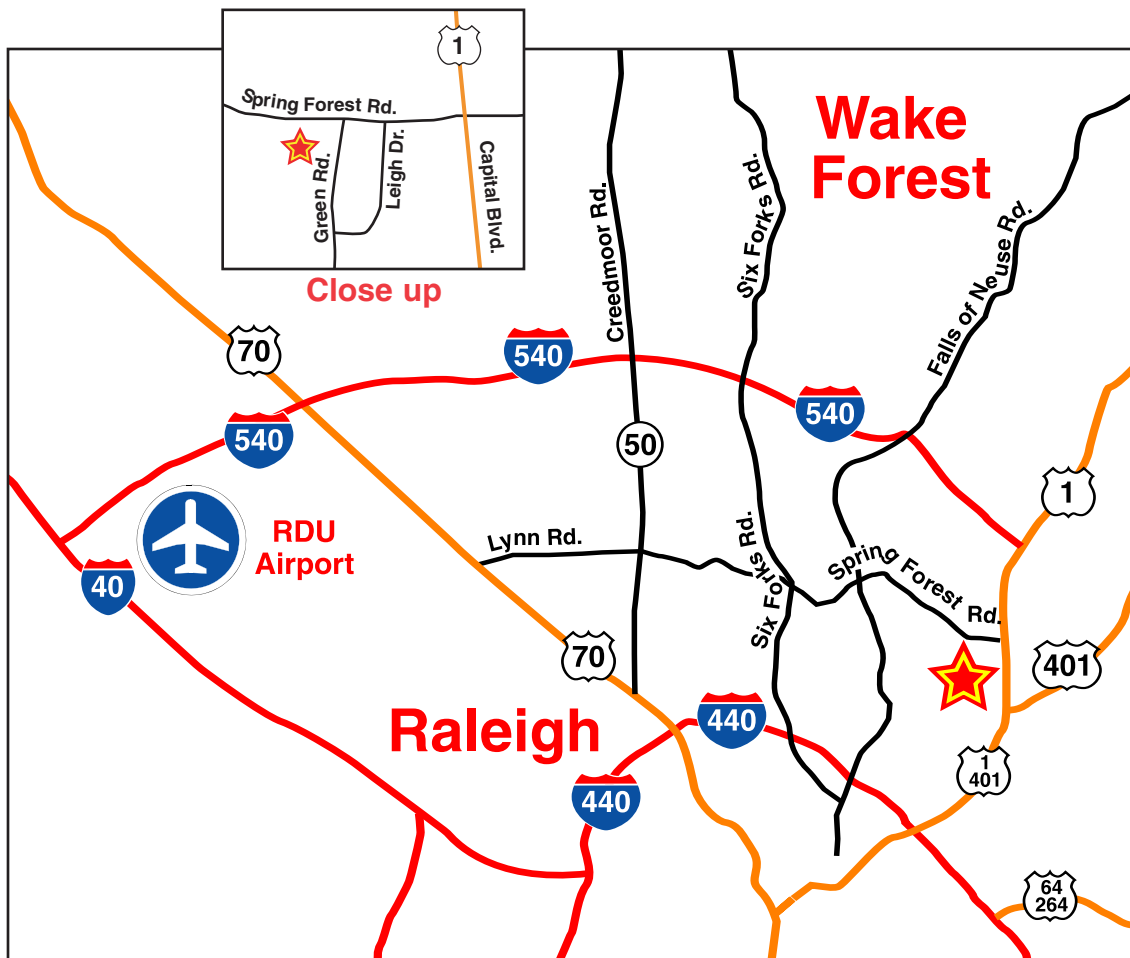 1
Spring Forest Rd.
Green Rd.
Leigh Dr.
Capital Blvd.
Close up
Wake
Forest
Creedmoor Rd.
Six Forks Rd.
Falls of Neuse Rd.
70
540
540
540
50
1
Lynn Rd.
RDU
Airport
40
Six Forks Rd.
Spring Forest Rd.
70
401
Raleigh
440
440
1
401
64
264